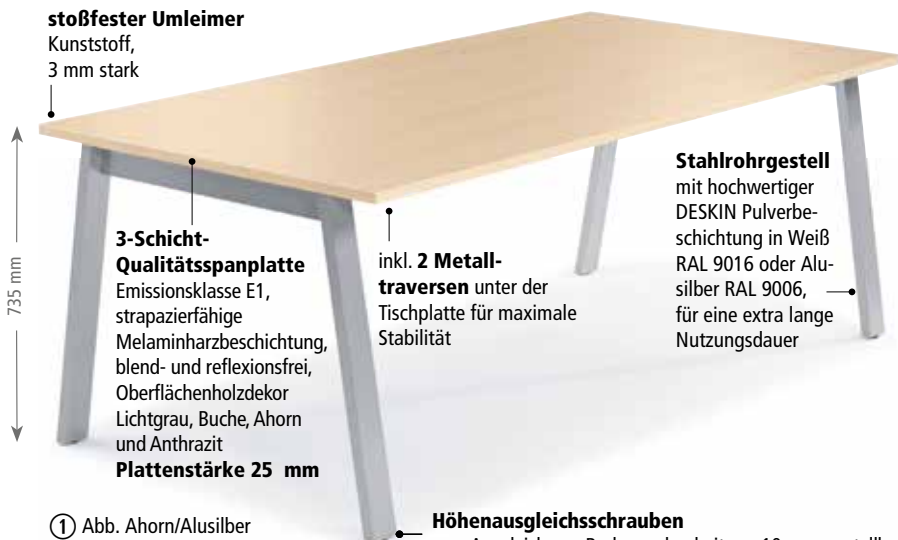 stoßfester Umleimer
Kunststoff,
3 mm stark
735 mm
3-Schicht-
Qualitätsspanplatte
Emissionsklasse E1,
strapazierfähige
Melaminharzbeschichtung,
blend- und reflexionsfrei,
Oberflächenholzdekor
Lichtgrau, Buche, Ahorn
und Anthrazit
Plattenstärke 25 mm
inkl. 2 Metall-
traversen unter der
Tischplatte für maximale
Stabilität
Stahlrohrgestell
mit hochwertiger
DESKIN Pulverbe-
schichtung in Weiß
RAL 9016 oder Alu-
silber RAL 9006,
für eine extra lange
Nutzungsdauer
1 Abb. Ahorn/Alusilber
Höhenausgleichsschrauben